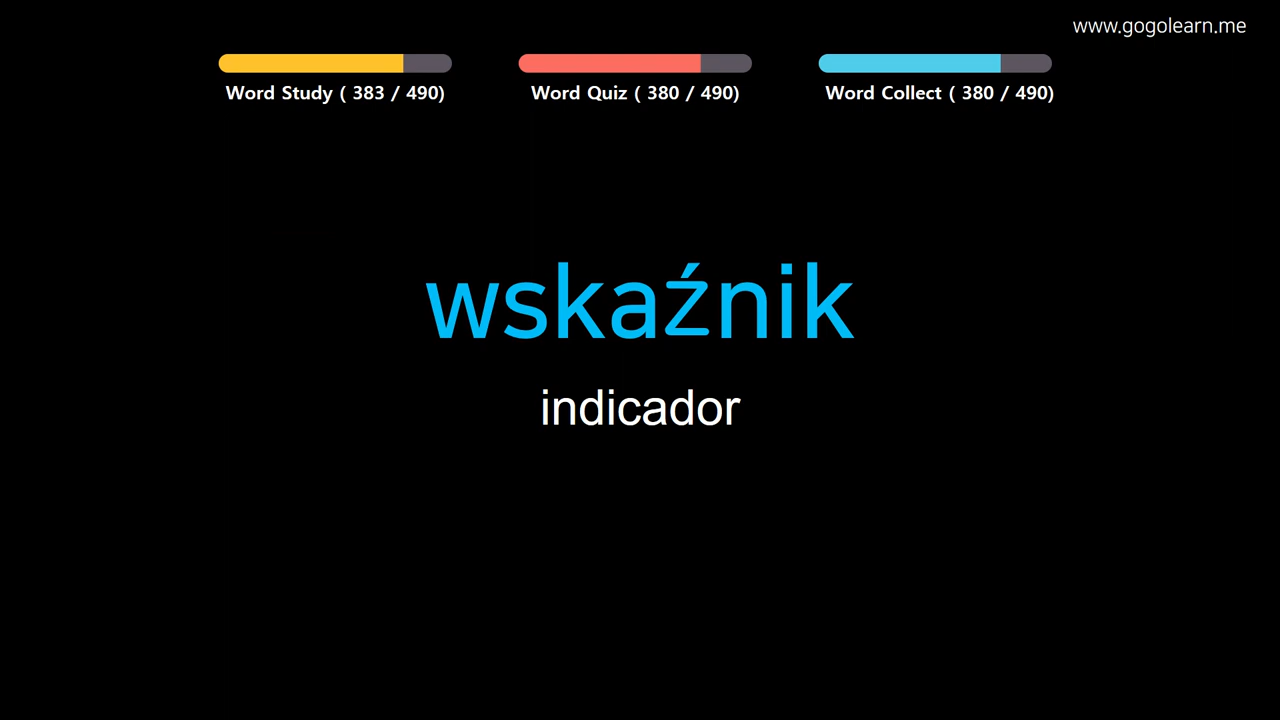 www.gogolearn.me
Word Study ( 383 / 490)
Word Quiz ( 380 / 490)
Word Collect ( 380 / 490)
wskaźnik
indicador